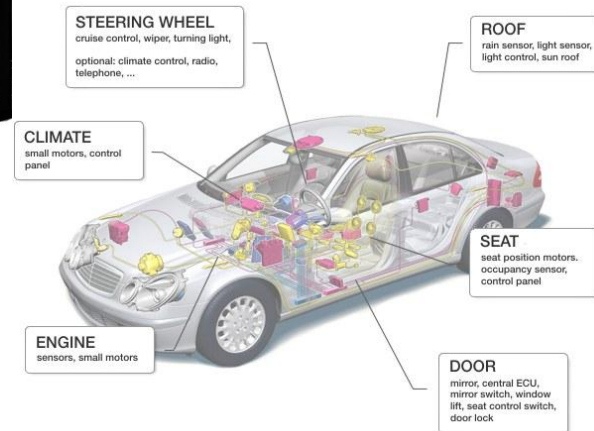 STEERING WHEEL
cruise control, wiper, turning light,
optional: climate control, radio,
telephone, ...
ROOF
rain sensor, light sensor,
light control, sun roof
CLIMATE
small motors, control
panel
SEAT
seat position motors.
occupancy sensor,
control panel
ENGINE
sensors, small motors
DOOR
mirror, central ECU,
mirror switch, window
lift, seat control switch,
door lock